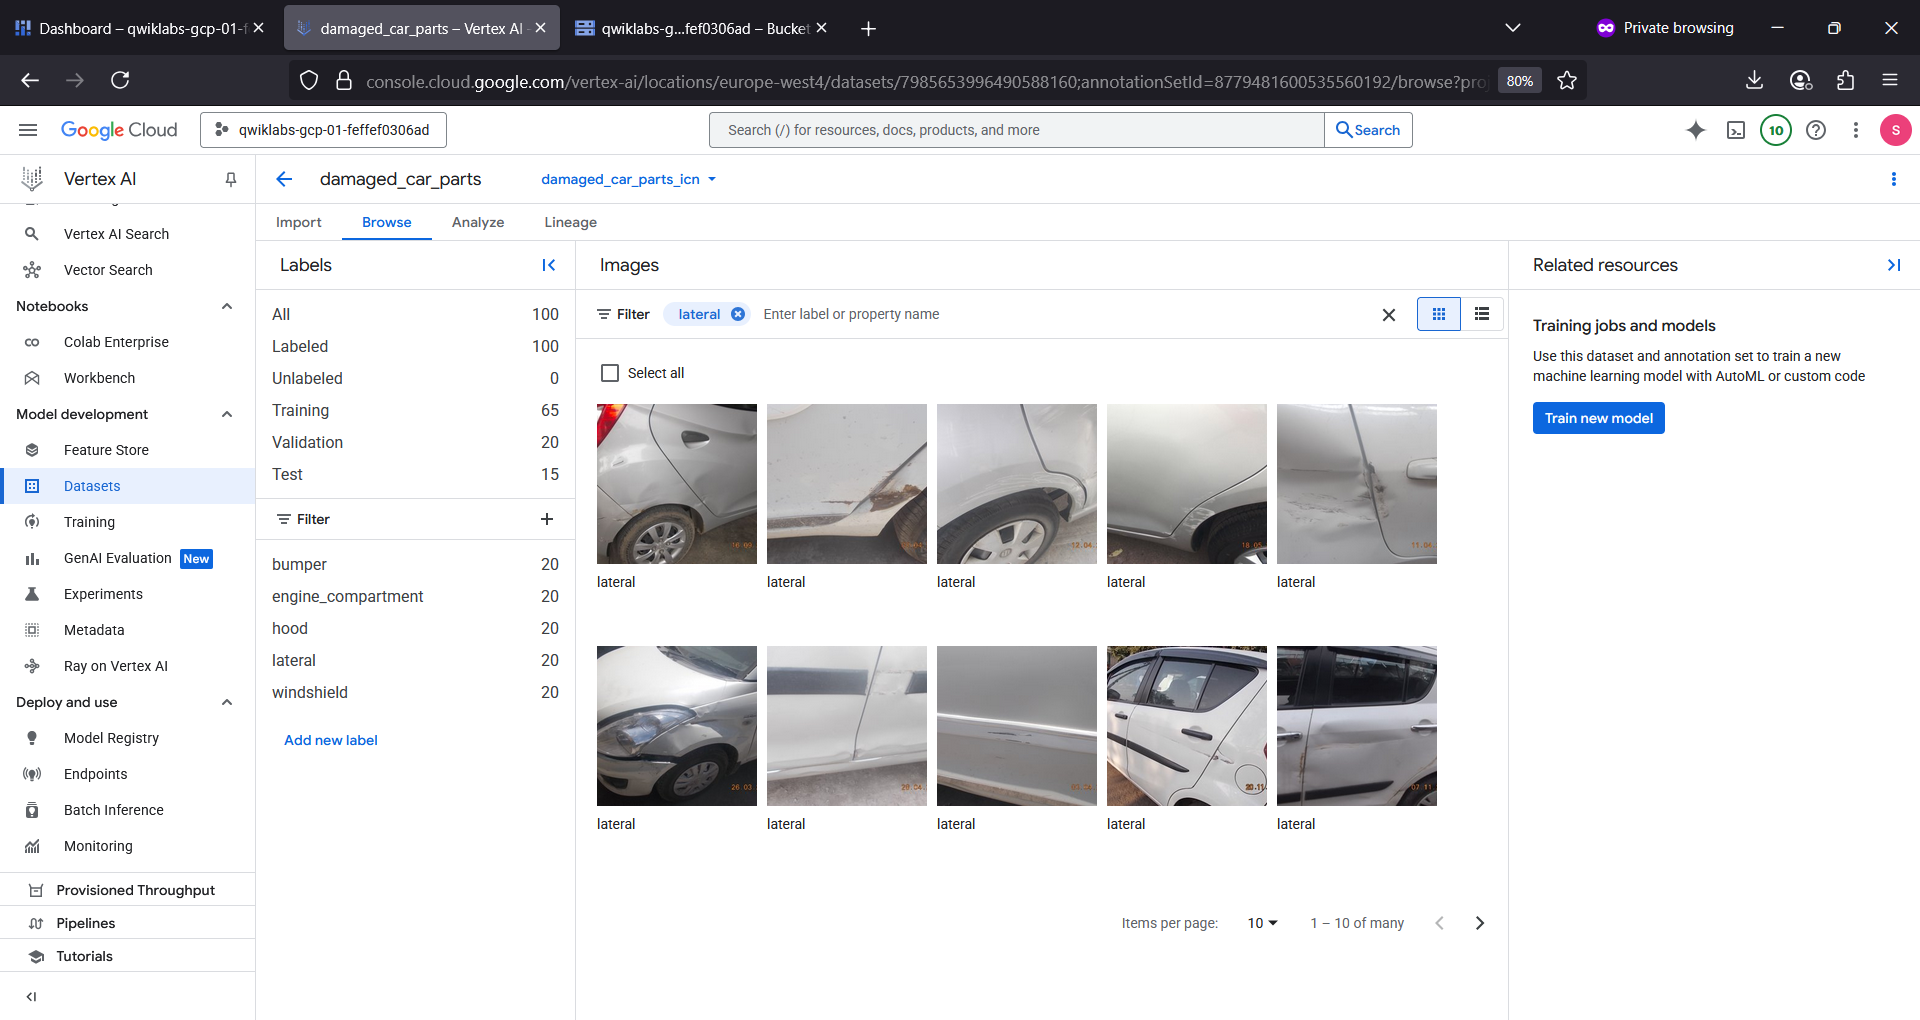 Dashboard – qwiklabs-gcp-01-f
damaged_car_parts – Vertex AI
qwiklabs-g...fef0306ad – Bucket
Private browsing
console.cloud.google.com/vertex-ai/locations/europe-west4/datasets/7985653996490588160;annotationSetId=8779481600535560192/browse?proj
80%
Google Cloud
qwiklabs-gcp-01-feffef0306ad
Search (/) for resources, docs, products, and more
Search
10
S
Vertex AI
damaged_car_parts
damaged_car_parts_icn
Import
Browse
Analyze
Lineage
Vertex AI Search
Vector Search
Notebooks
Colab Enterprise
Workbench
Model development
Feature Store
Datasets
Training
GenAI Evaluation New
Experiments
Metadata
Ray on Vertex AI
Deploy and use
Model Registry
Endpoints
Batch Inference
Monitoring
Provisioned Throughput
Pipelines
Tutorials
Labels
All 100
Labeled 100
Unlabeled 0
Training 65
Validation 20
Test 15
Filter
bumper 20
engine_compartment 20
hood 20
lateral 20
windshield 20
Add new label
Images
Filter lateral Enter label or property name
Select all
lateral lateral lateral lateral lateral
lateral lateral lateral lateral lateral
Items per page: 10 1 – 10 of many
Related resources
Training jobs and models
Use this dataset and annotation set to train a new
machine learning model with AutoML or custom code
Train new model